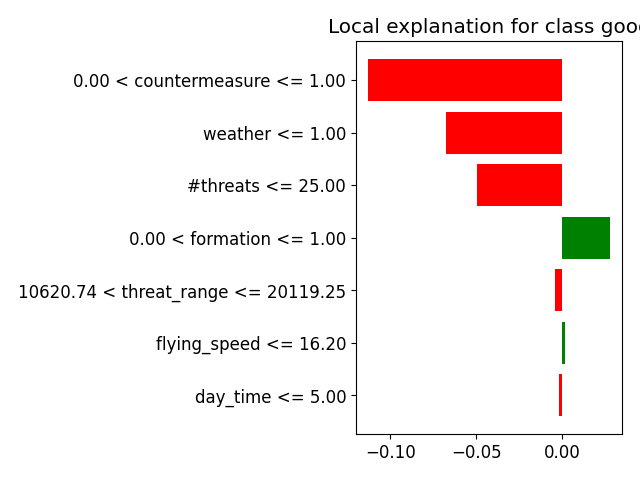 Local explanation for class goo
0.00 < countermeasure <= 1.00
weather <= 1.00
#threats <= 25.00
0.00 < formation <= 1.00
10620.74 < threat_range <= 20119.25
flying_speed <= 16.20
day_time <= 5.00
−0.10 −0.05 0.00